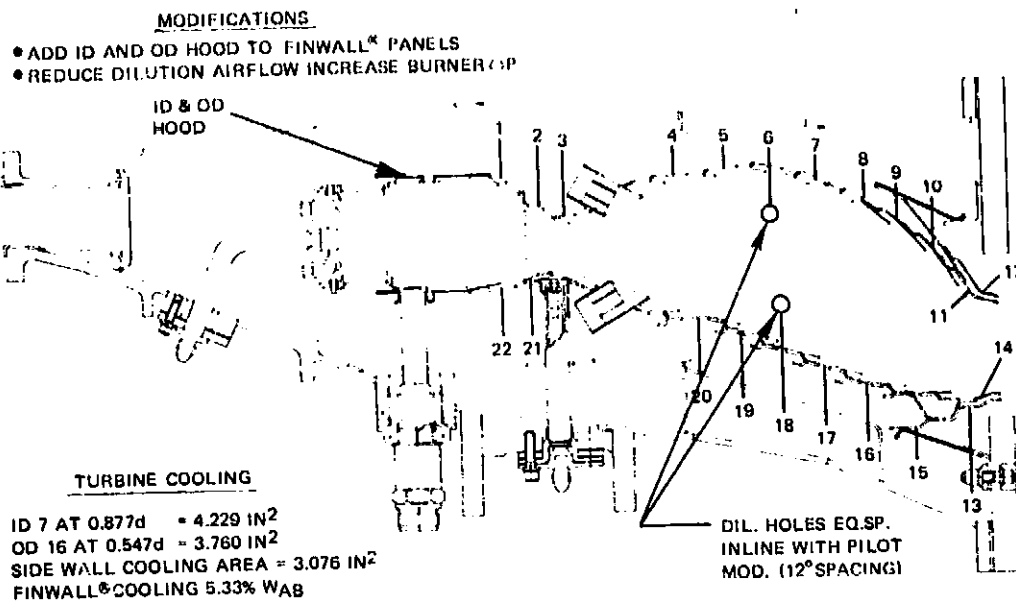 MODIFICATIONS
• ADD ID AND OD HOOD TO FINWALL® PANELS
• REDUCE DILUTION AIRFLOW INCREASE BURNER
ID & OD
HOOD
1
2
3
4
5
6
7
8
9
10
12
11
14
22
21
20
19
18
17
16
15
13
TURBINE COOLING
ID 7 AT 0.877d = 4.229 IN²
OD 16 AT 0.547d = 3.760 IN²
SIDE WALL COOLING AREA = 3.076 IN²
FINWALL® COOLING 5.33% WAB
DIL. HOLES EQ.SP.
INLINE WITH PILOT
MOD. (12° SPACING)